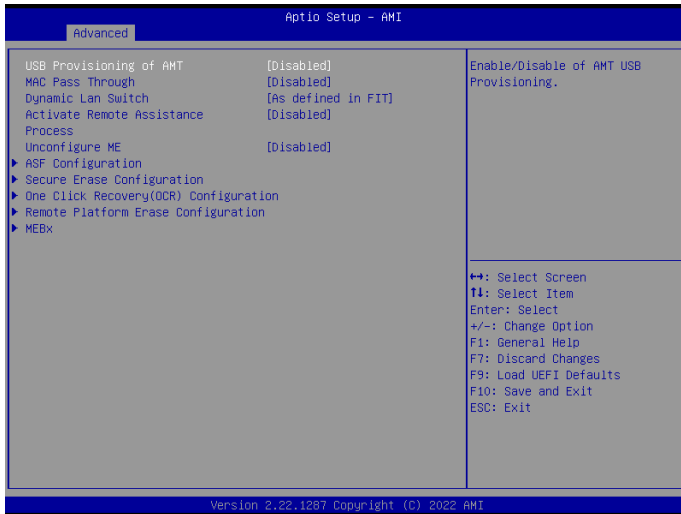 Aptio Setup – AMI
Advanced
USB Provisioning of AMT [Disabled]
MAC Pass Through [Disabled]
Dynamic Lan Switch [As defined in FIT]
Activate Remote Assistance [Disabled]
Process
Unconfigure ME [Disabled]
ASF Configuration
Secure Erase Configuration
One Click Recovery(OCR) Configuration
Remote Platform Erase Configuration
MEBx
Enable/Disable of AMT USB
Provisioning.
↔: Select Screen
↑↓: Select Item
Enter: Select
+/-: Change Option
F1: General Help
F7: Discard Changes
F9: Load UEFI Defaults
F10: Save and Exit
ESC: Exit
Version 2.22.1287 Copyright (C) 2022 AMI